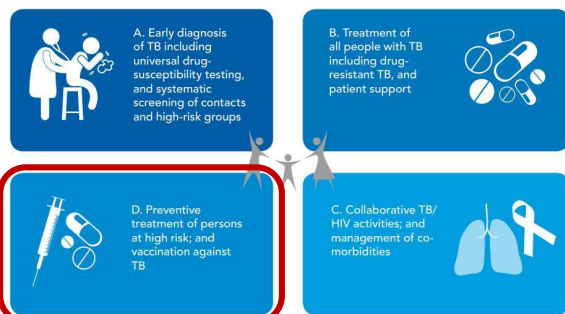 A. Early diagnosis
of TB including
universal drug-
susceptibility testing,
and systematic
screening of contacts
and high-risk groups
B. Treatment of
all people with TB
including drug-
resistant TB, and
patient support
D. Preventive
treatment of persons
at high risk; and
vaccination against
TB
C. Collaborative TB/
HIV activities; and
management of co-
morbidities